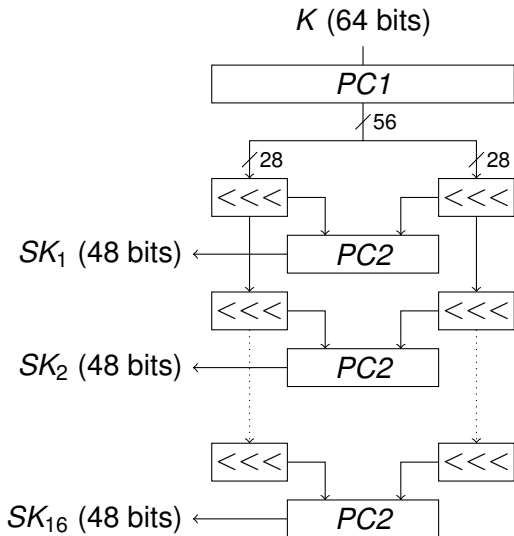 K (64 bits)
PC1
56
28 28
<<< <<<
SK₁ (48 bits) PC2
<<< <<<
SK₂ (48 bits) PC2
<<< <<<
SK₁₆ (48 bits) PC2